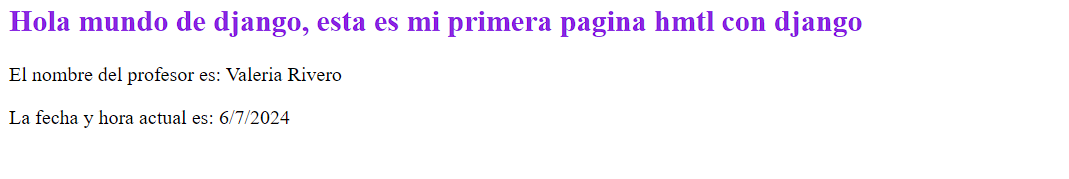 Hola mundo de django, esta es mi primera pagina hmtl con django
El nombre del profesor es: Valeria Rivero
La fecha y hora actual es: 6/7/2024